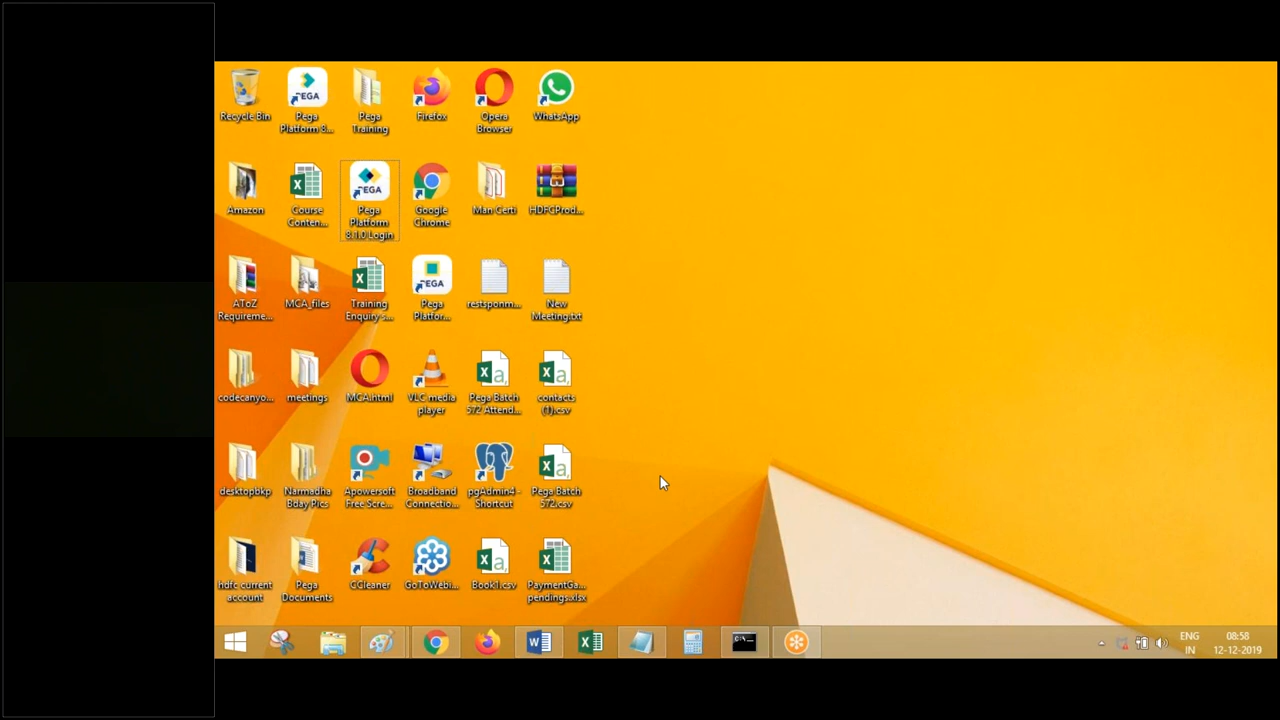 Recycle Bin
Pega
Platform 8...
Pega
Training
Firefox
Opera
Browser
WhatsApp
Amazon
Course
Conten...
Pega
Platform
8.1.0 Login
Google
Chrome
Man Certi
HDFCProd...
AToZ
Requireme...
MCA_files
Training
Enquiry s...
Pega
Platfor...
restsponm...
New
Meeting.txt
codecanyo...
meetings
MCA.html
VLC media
player
Pega Batch
572 Attend...
contacts
(1).csv
desktopbkp
Narmadha
Bday Pics
Apowersoft
Free Scre...
Broadband
Connectio...
pgAdmin4 -
Shortcut
Pega Batch
572.csv
hdfc current
account
Pega
Documents
CCleaner
GoToWebi...
Book1.csv
PaymentGa...
pendings.xlsx
PEGA
PEGA
PEGA
C:\
ENG
IN
08:58
12-12-2019